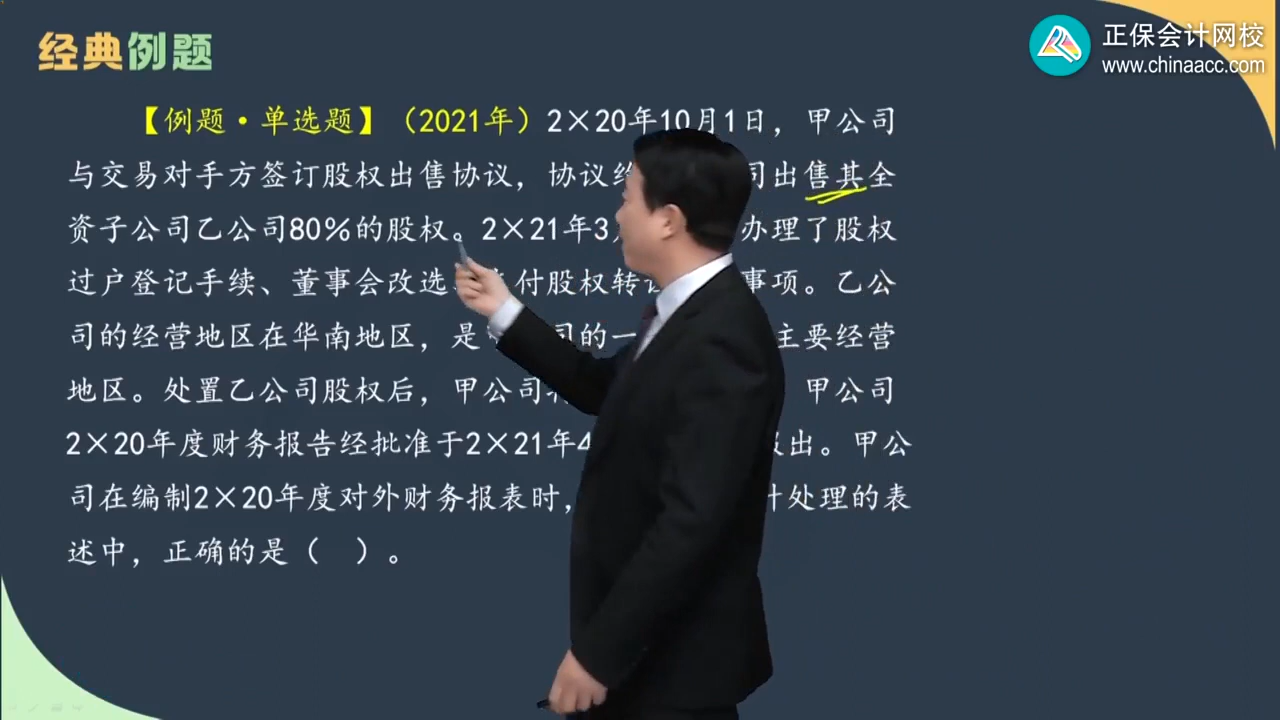 经典例题
正保会计网校
www.chinaacc.com
【例题·单选题】（2021年）2×20年10月1日，甲公司
与交易对手方签订股权出售协议，协议 司出售其全
资子公司乙公司80%的股权。2×21年3 办理了股权
过户登记手续、董事会改选 付股权转 事项。乙公
司的经营地区在华南地区，是 司的一 主要经营
地区。处置乙公司股权后，甲公司 甲公司
2×20年度财务报告经批准于2×21年4 出。甲公
司在编制2×20年度对外财务报表时， 处理的表
述中，正确的是（ ）。